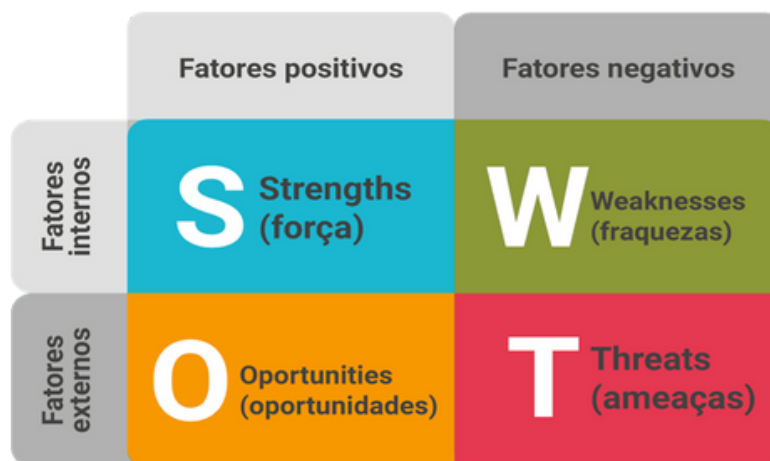 Fatores positivos
Fatores negativos
Fatores
internos
S
Strengths
(força)
W
Weaknesses
(fraquezas)
Fatores
externos
O
Oportunities
(oportunidades)
T
Threats
(ameaças)